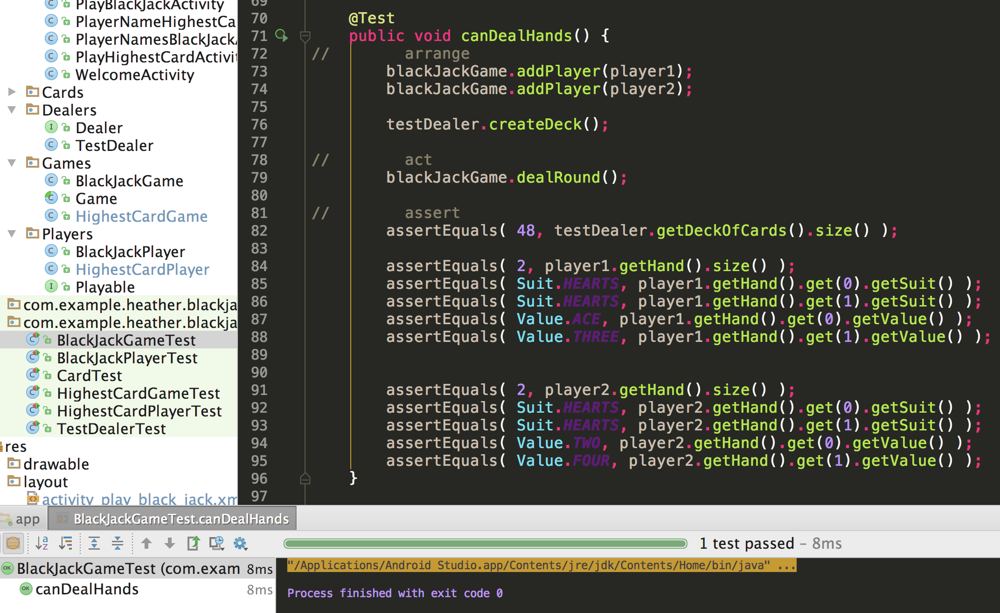 PlayBlackJackActivity
PlayerNameHighestCa
PlayerNamesBlackJackA
PlayHighestCardActivit
WelcomeActivity
Cards
Dealers
Dealer
TestDealer
Games
BlackJackGame
Game
HighestCardGame
Players
BlackJackPlayer
HighestCardPlayer
Playable
com.example.heather.blackja
com.example.heather.blackja
BlackJackGameTest
BlackJackPlayerTest
CardTest
HighestCardGameTest
HighestCardPlayerTest
TestDealerTest
res
drawable
layout
activity_play_black_jack.xm
69
70 @Test
71 public void canDealHands() {
72 // arrange
73 blackJackGame.addPlayer(player1);
74 blackJackGame.addPlayer(player2);
75
76 testDealer.createDeck();
77
78 // act
79 blackJackGame.dealRound();
80
81 // assert
82 assertEquals( 48, testDealer.getDeckOfCards().size() );
83
84 assertEquals( 2, player1.getHand().size() );
85 assertEquals( Suit.HEARTS, player1.getHand().get(0).getSuit() );
86 assertEquals( Suit.HEARTS, player1.getHand().get(1).getSuit() );
87 assertEquals( Value.ACE, player1.getHand().get(0).getValue() );
88 assertEquals( Value.THREE, player1.getHand().get(1).getValue() );
89
90
91 assertEquals( 2, player2.getHand().size() );
92 assertEquals( Suit.HEARTS, player2.getHand().get(0).getSuit() );
93 assertEquals( Suit.HEARTS, player2.getHand().get(1).getSuit() );
94 assertEquals( Value.TWO, player2.getHand().get(0).getValue() );
95 assertEquals( Value.FOUR, player2.getHand().get(1).getValue() );
96 }
97
app BlackJackGameTest.canDealHands
1 test passed – 8ms
BlackJackGameTest (com.exam 8ms
canDealHands 8ms
"/Applications/Android Studio.app/Contents/jre/jdk/Contents/Home/bin/java" ...
Process finished with exit code 0